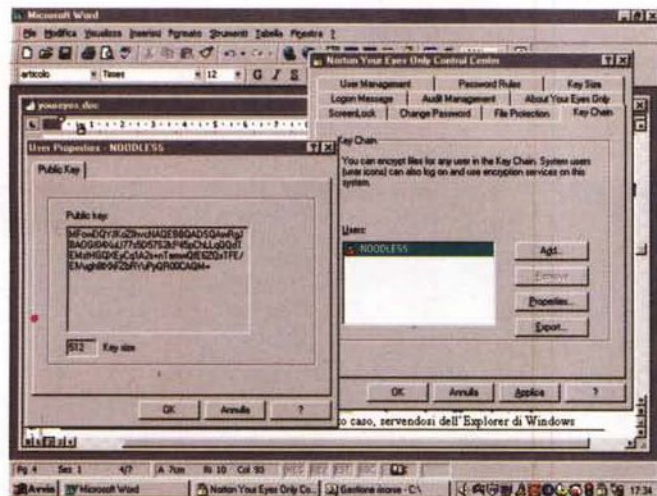 Microsoft Word
File Modifica Visualizza Inserisci Formato Strumenti Tabella Finestra ?
articolo Times 12 G I S
Norton Your Eyes Only Control Center
User Management Password Rules Key Size
Logon Message Audit Management About Your Eyes Only
ScreenLock Change Password File Protection Key Chain
Key Chain
You can encrypt files for any user in the Key Chain. System users
(user icons) can also log on and use encryption services on this
system.
Users:
NOODLESS
Add...
Remove
Properties...
Export...
OK Annulla Applica ?
youreyes.doc
User Properties - NOODLESS
Public Key
Public key:
512 Key size
OK Annulla ?
caso, servendosi dell'Explorer di Windows
Pg 4 Sez 1 4/7 A 7cm Ri 10 Col 93
Avvio Microsoft Word Norton Your Eyes Only Co... Gestione risorse - C:\ 17:34